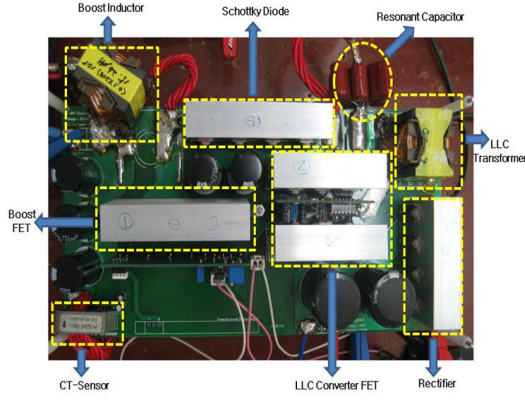 Boost Inductor
Schottky Diode
Resonant Capacitor
LLC
Transformer
Boost
FET
CT-Sensor
LLC Converter FET
Rectifier